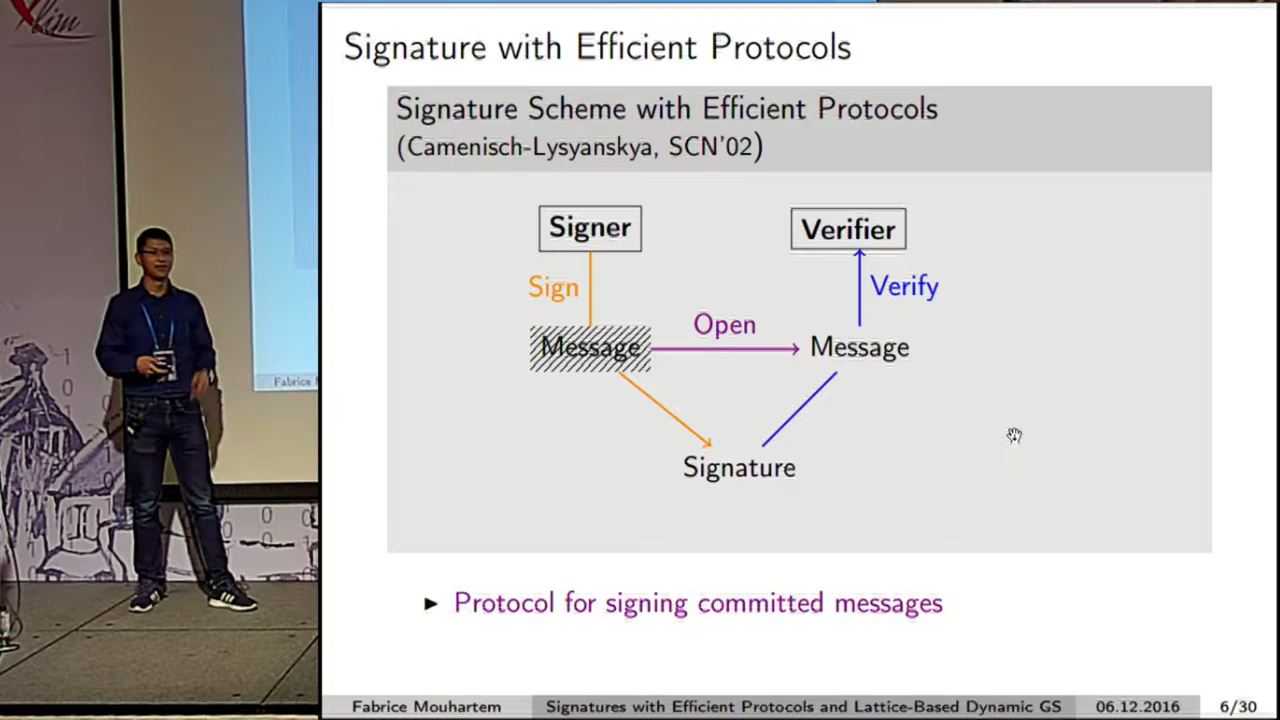 Signature with Efficient Protocols
Signature Scheme with Efficient Protocols
(Camenisch-Lysyanskya, SCN'02)
Signer
Verifier
Sign
Verify
Open
Message
Message
Signature
▶ Protocol for signing committed messages
Fabrice Mouhartem
Signatures with Efficient Protocols and Lattice-Based Dynamic GS
06.12.2016
6/30